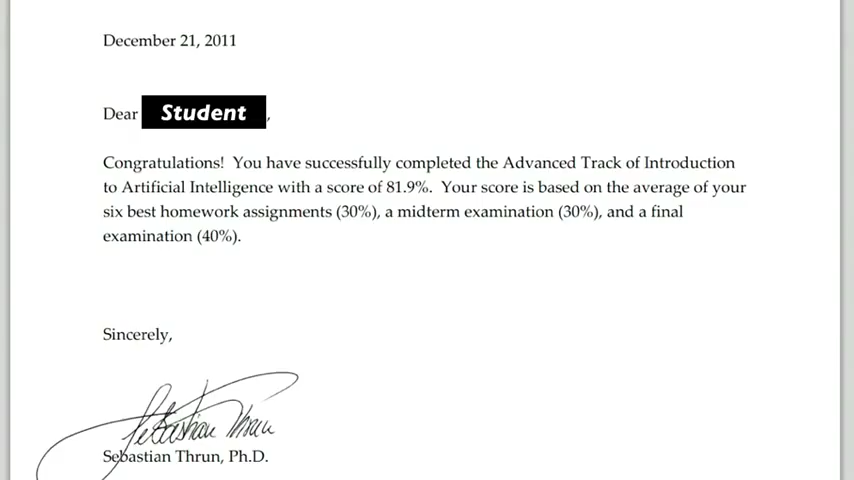 December 21, 2011
Dear Student,
Congratulations!  You have successfully completed the Advanced Track of Introduction
to Artificial Intelligence with a score of 81.9%.  Your score is based on the average of your
six best homework assignments (30%), a midterm examination (30%), and a final
examination (40%).
Sincerely,
Sebastian Thrun
Sebastian Thrun, Ph.D.